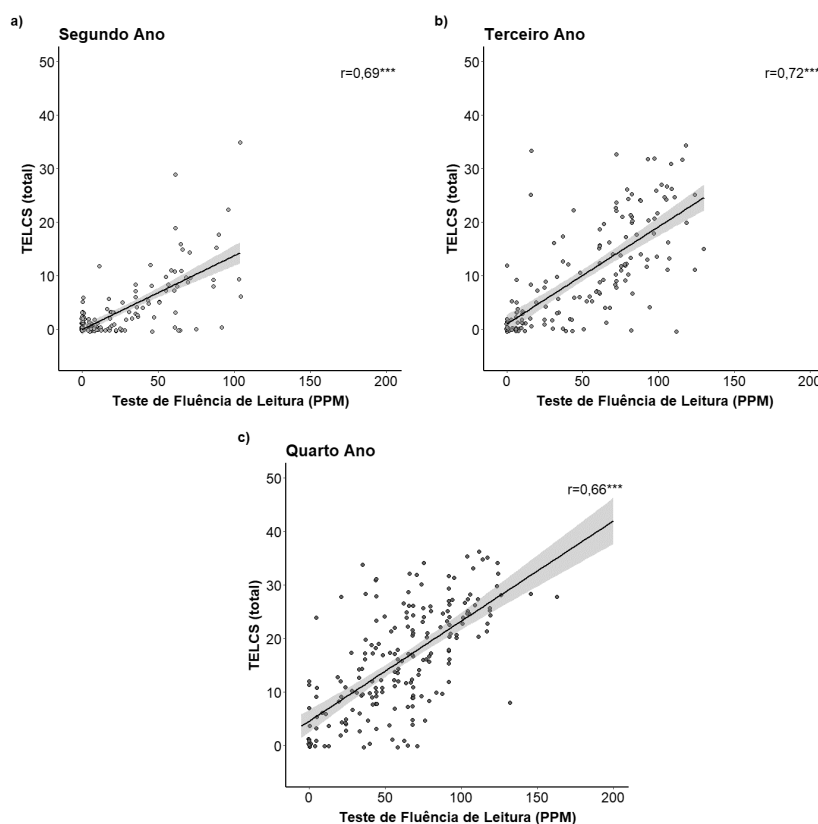 a)
Segundo Ano
r=0,69***
50
40
30
20
10
0
TELCS (total)
0 50 100 150 200
Teste de Fluência de Leitura (PPM)
b)
Terceiro Ano
r=0,72***
50
40
30
20
10
0
TELCS (total)
0 50 100 150 200
Teste de Fluência de Leitura (PPM)
c)
Quarto Ano
r=0,66***
50
40
30
20
10
0
TELCS (total)
0 50 100 150 200
Teste de Fluência de Leitura (PPM)